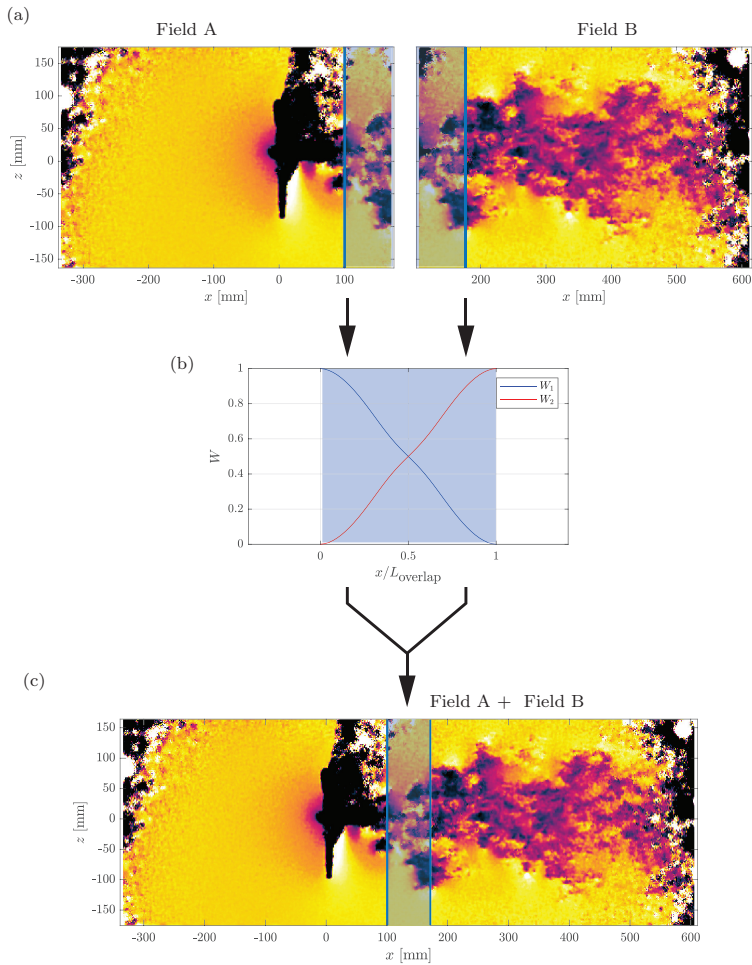 (a)
Field A
Field B
150
100
50
0
-50
-100
-150
z [mm]
-300
-200
-100
0
100
200
300
400
500
600
x [mm]
x [mm]
(b)
1
0.8
0.6
0.4
0.2
0
W
W₁
W₂
0
0.5
1
x/Loverlap
(c)
Field A + Field B
150
100
50
0
-50
-100
-150
z [mm]
-300
-200
-100
0
100
200
300
400
500
600
x [mm]